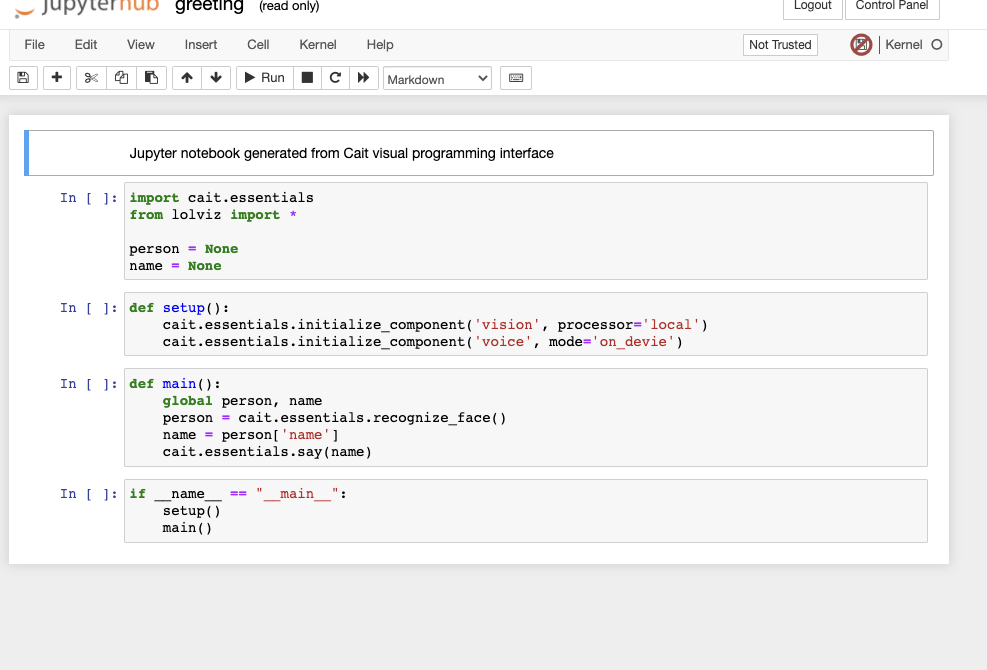 jupyterhub greeting (read only)
Logout Control Panel
File Edit View Insert Cell Kernel Help Not Trusted Kernel
Run Markdown
Jupyter notebook generated from Cait visual programming interface
In [ ]: import cait.essentials
from lolviz import *
person = None
name = None
In [ ]: def setup():
    cait.essentials.initialize_component('vision', processor='local')
    cait.essentials.initialize_component('voice', mode='on_devie')
In [ ]: def main():
    global person, name
    person = cait.essentials.recognize_face()
    name = person['name']
    cait.essentials.say(name)
In [ ]: if __name__ == "__main__":
    setup()
    main()